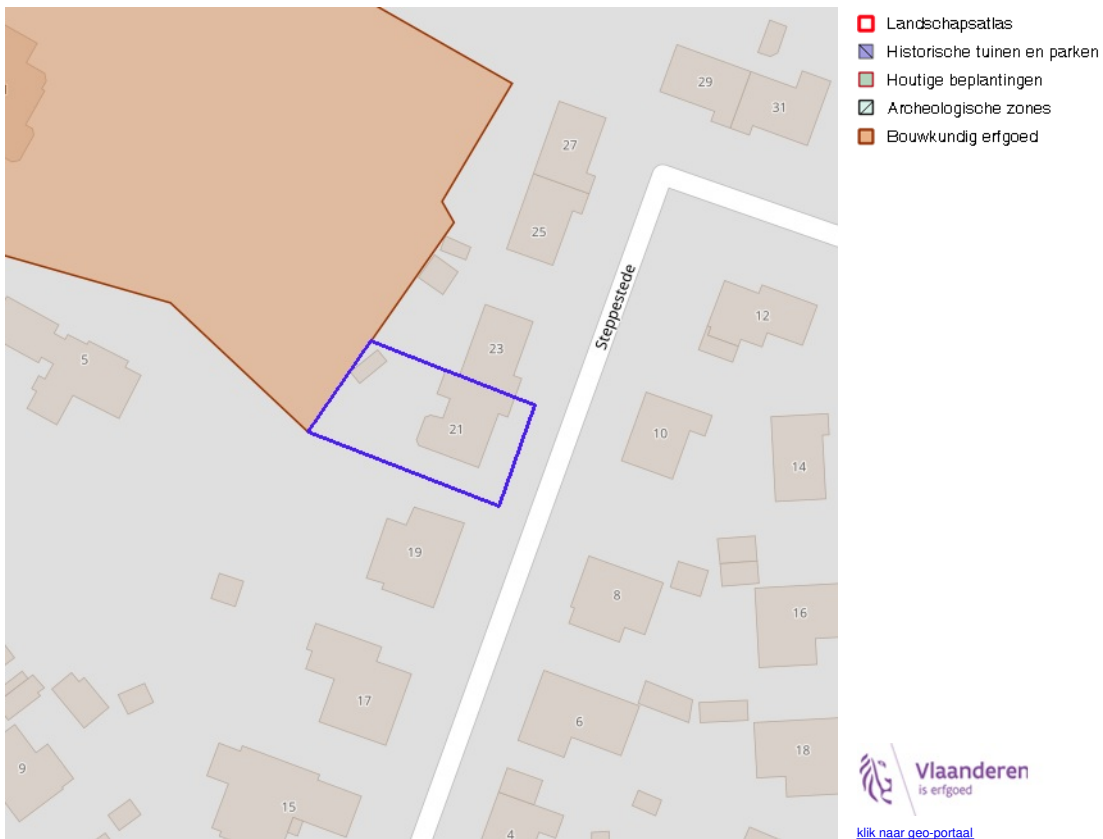 Landschapsatlas
Historische tuinen en parken
Houtige beplantingen
Archeologische zones
Bouwkundig erfgoed
29
31
27
25
Steppestede
12
23
5
21
10
14
19
8
16
17
6
18
9
15
4
Vlaanderen
is erfgoed
klik naar geo-portaal